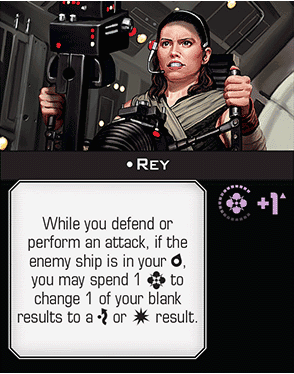 • REY
While you defend or
perform an attack, if the
enemy ship is in your ,
you may spend 1 to
change 1 of your blank
results to a or result.
+1